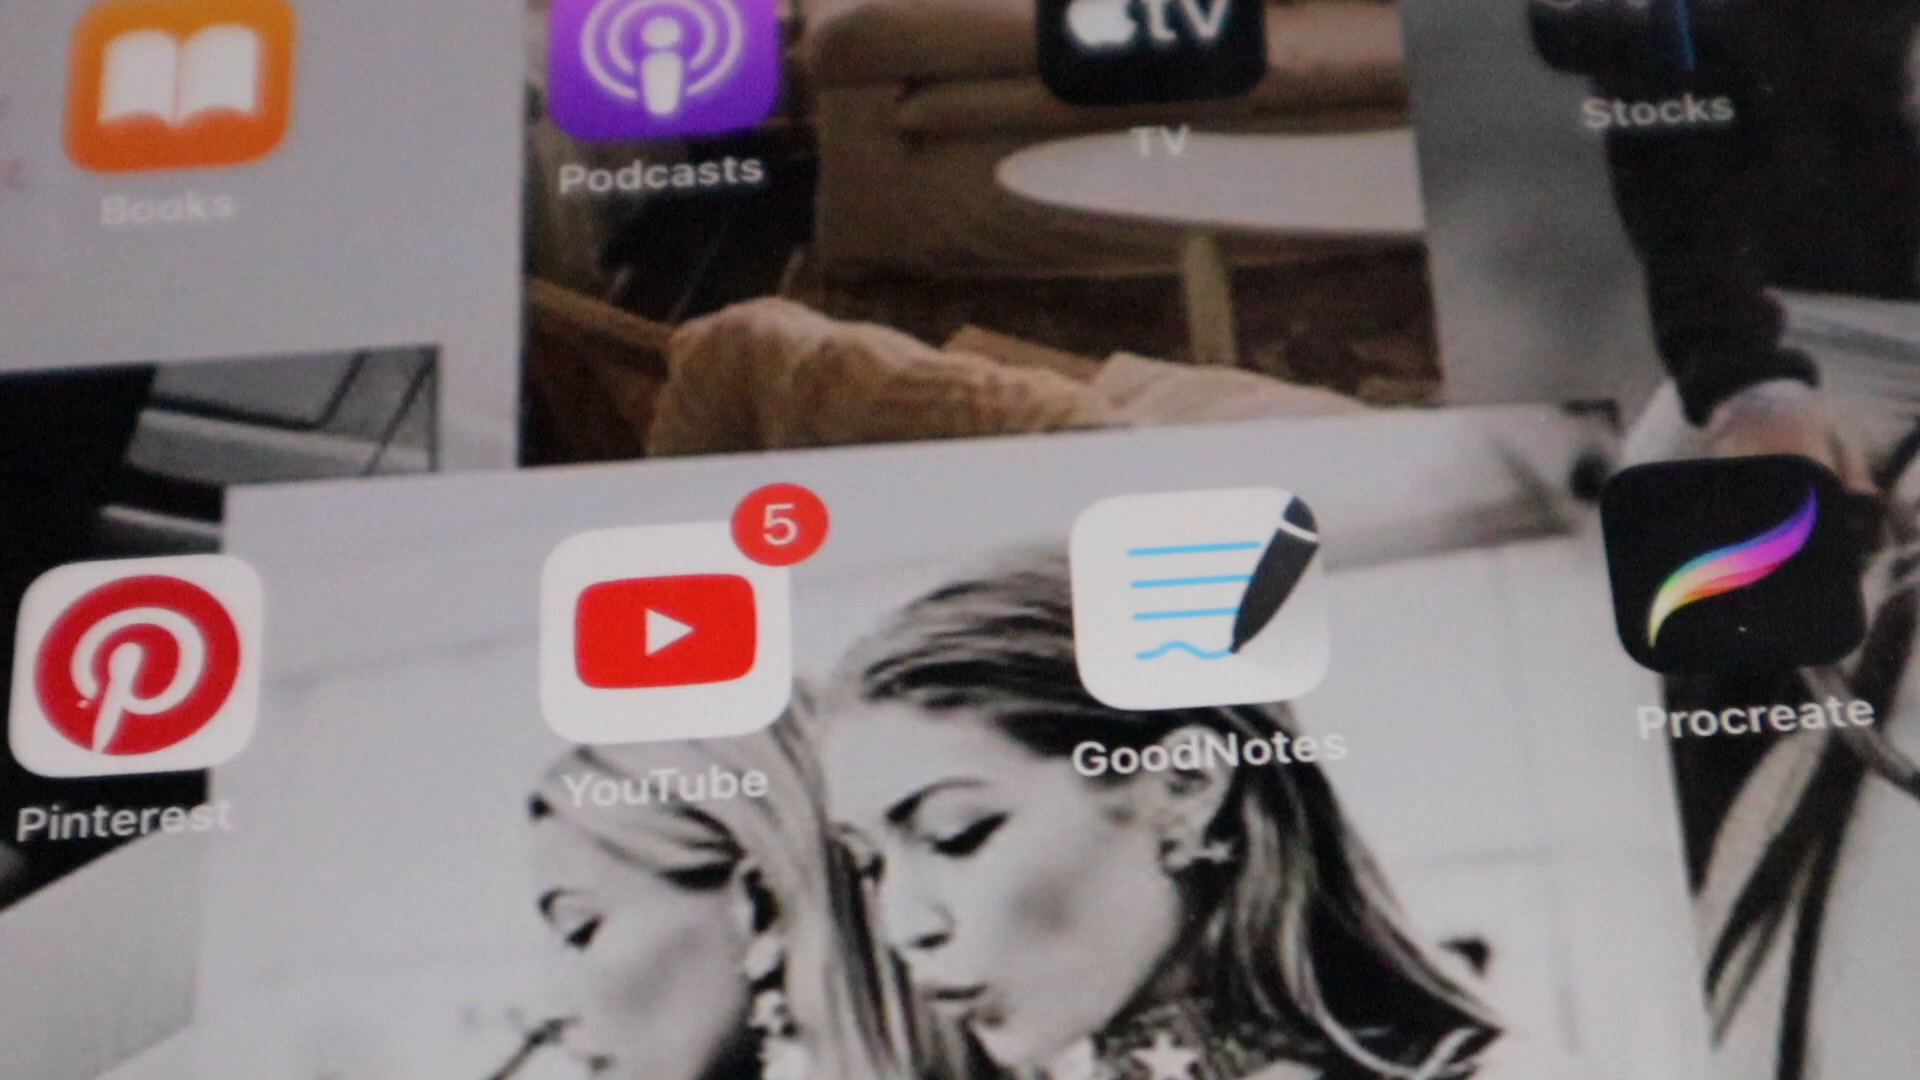 tv
Books
Podcasts
TV
Stocks
5
Pinterest
YouTube
GoodNotes
Procreate